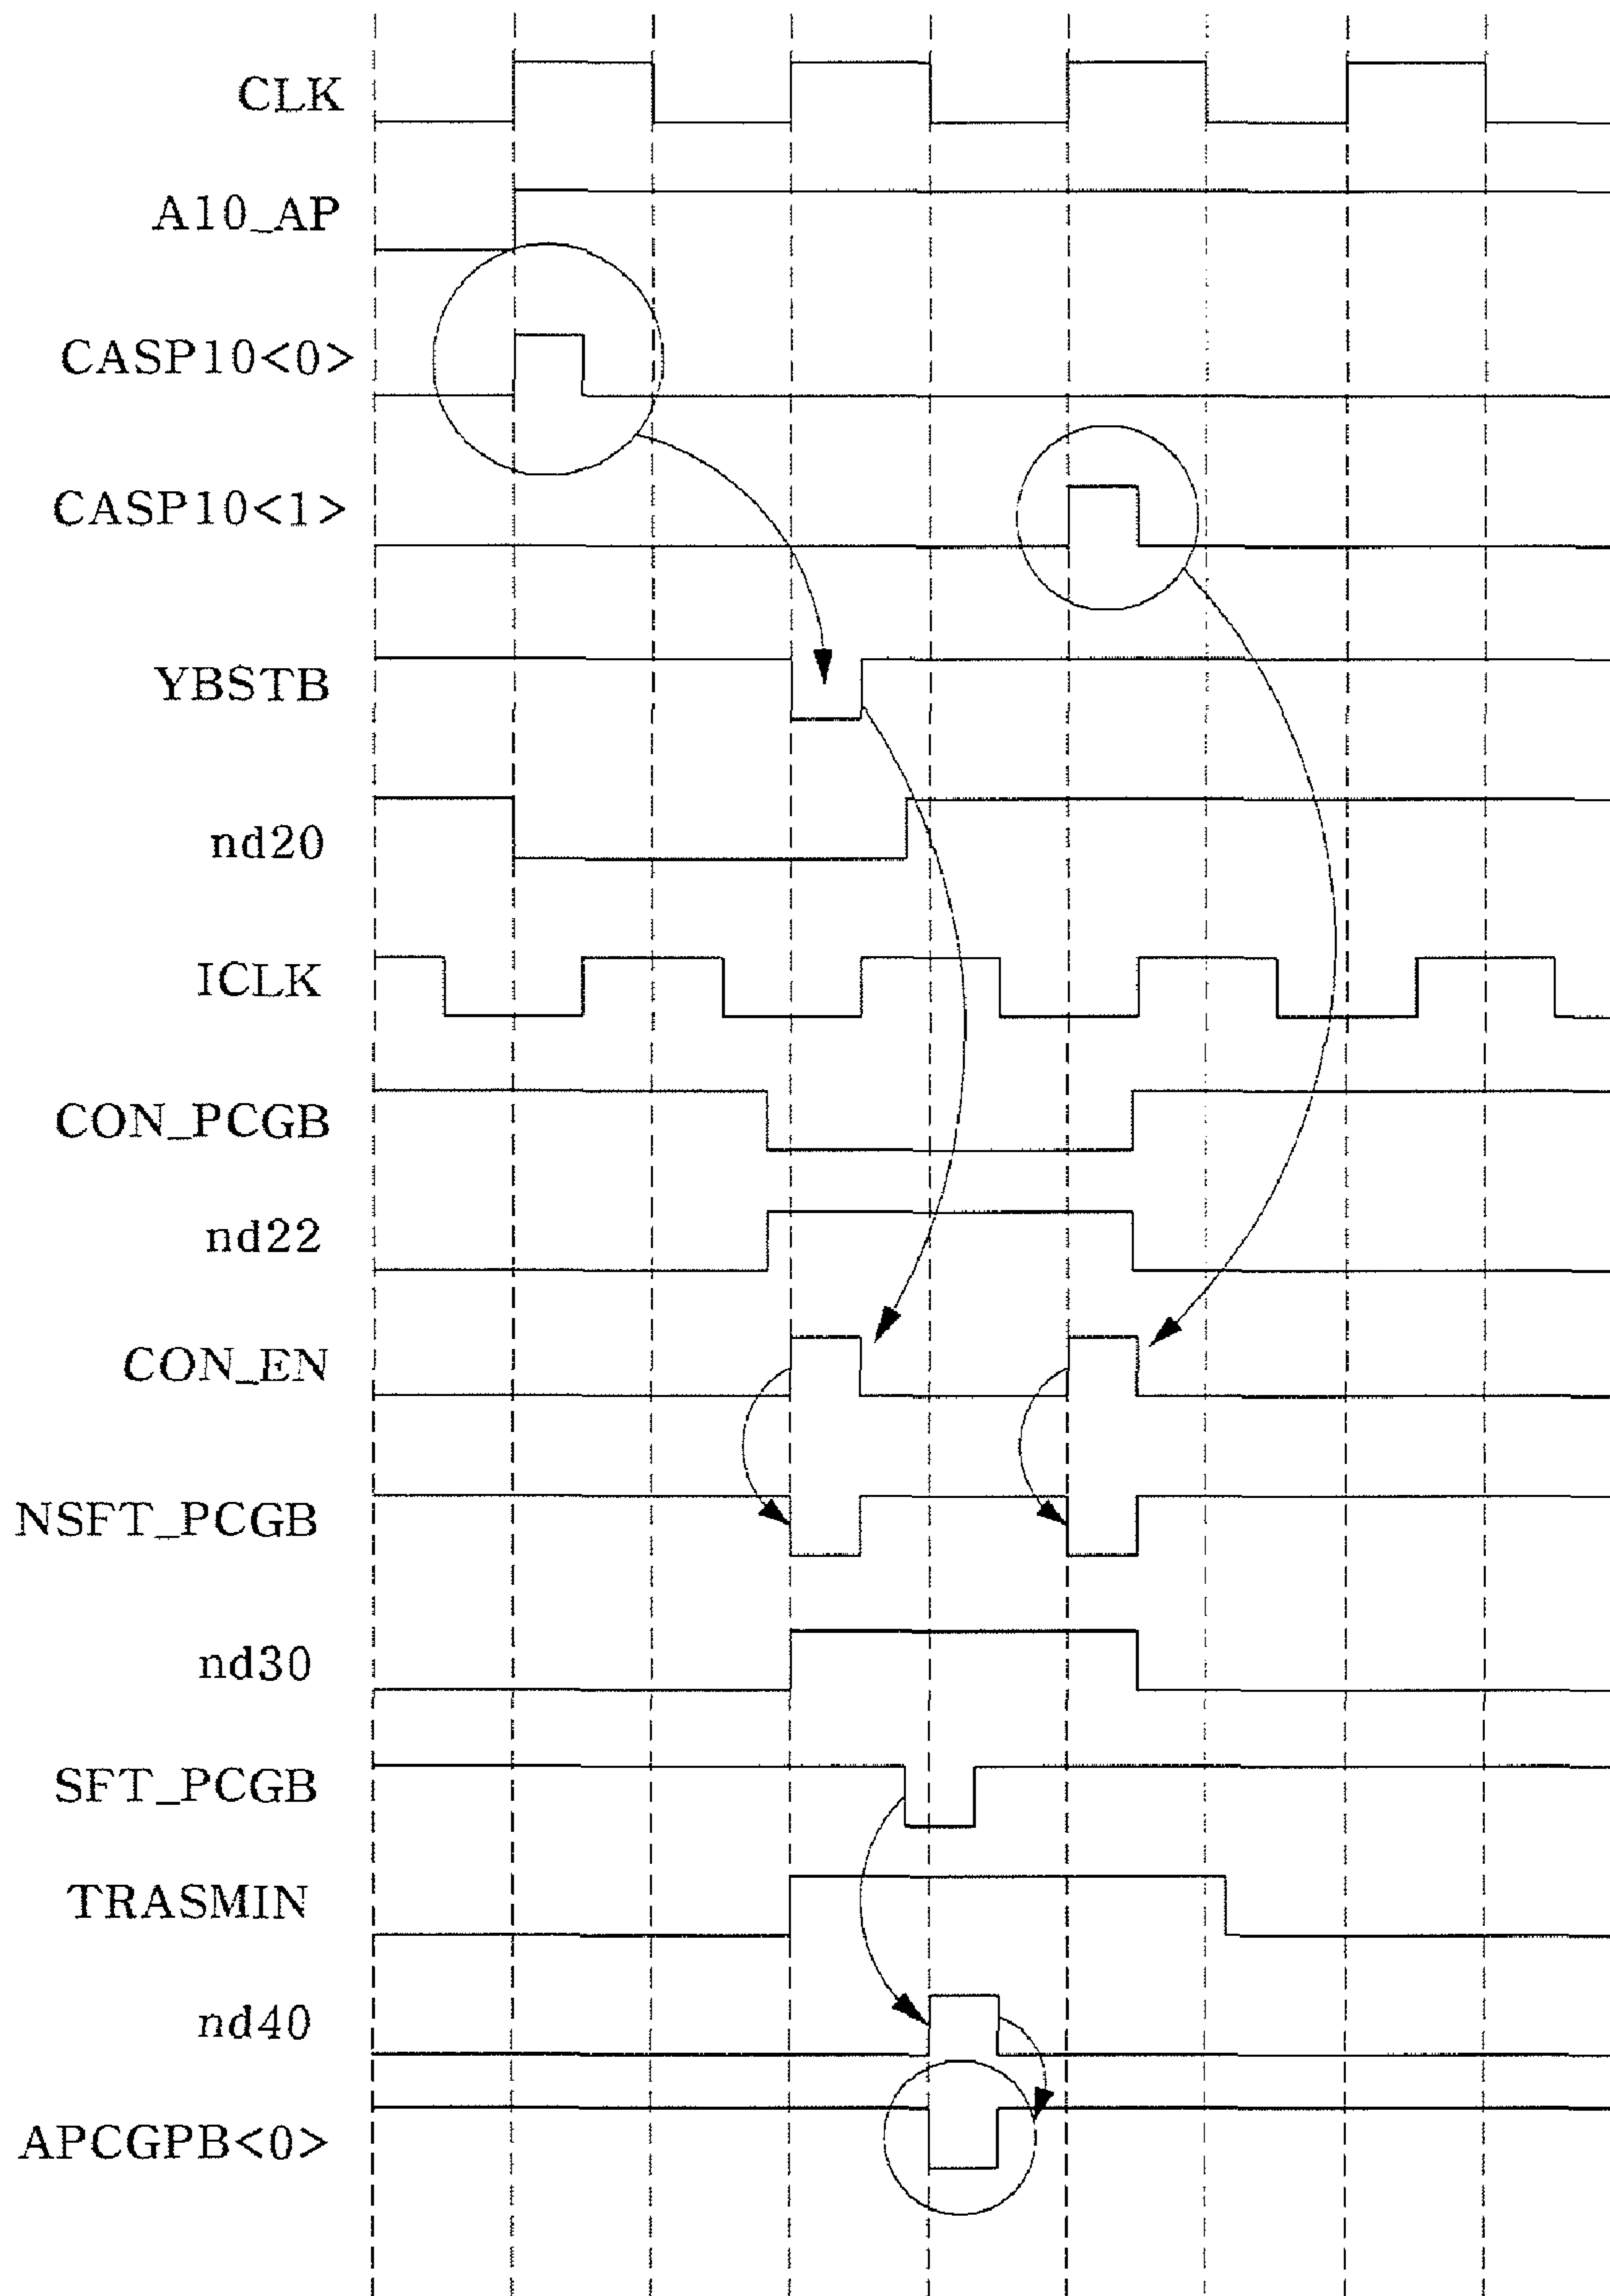 CLK
A10_AP
CASP10<0>
CASP10<1>
YBSTB
nd20
ICLK
CON_PCGB
nd22
CON_EN
NSFT_PCGB
nd30
SFT_PCGB
TRASMIN
nd40
APCGPB<0>